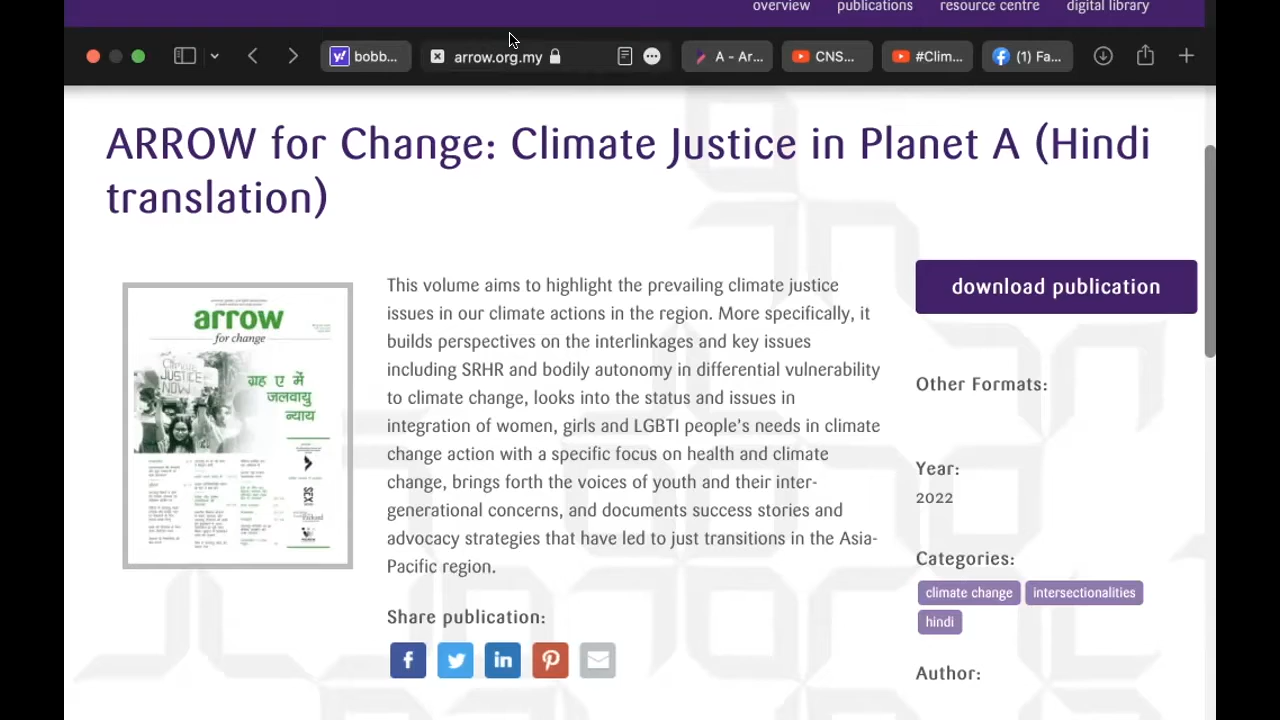 overview publications resource centre digital library
bobb... arrow.org.my A - Ar... CNS... #Clim... (1) Fa...
ARROW for Change: Climate Justice in Planet A (Hindi
translation)
download publication
This volume aims to highlight the prevailing climate justice
issues in our climate actions in the region. More specifically, it
builds perspectives on the interlinkages and key issues
including SRHR and bodily autonomy in differential vulnerability
to climate change, looks into the status and issues in
integration of women, girls and LGBTI people's needs in climate
change action with a specific focus on health and climate
change, brings forth the voices of youth and their inter-
generational concerns, and documents success stories and
advocacy strategies that have led to just transitions in the Asia-
Pacific region.
arrow
for change
CLIMATE
JUSTICE
NOW
ग्रह ए में
जलवायु
न्याय
Other Formats:
Year:
2022
Categories:
climate change intersectionalities
hindi
Share publication:
Author: